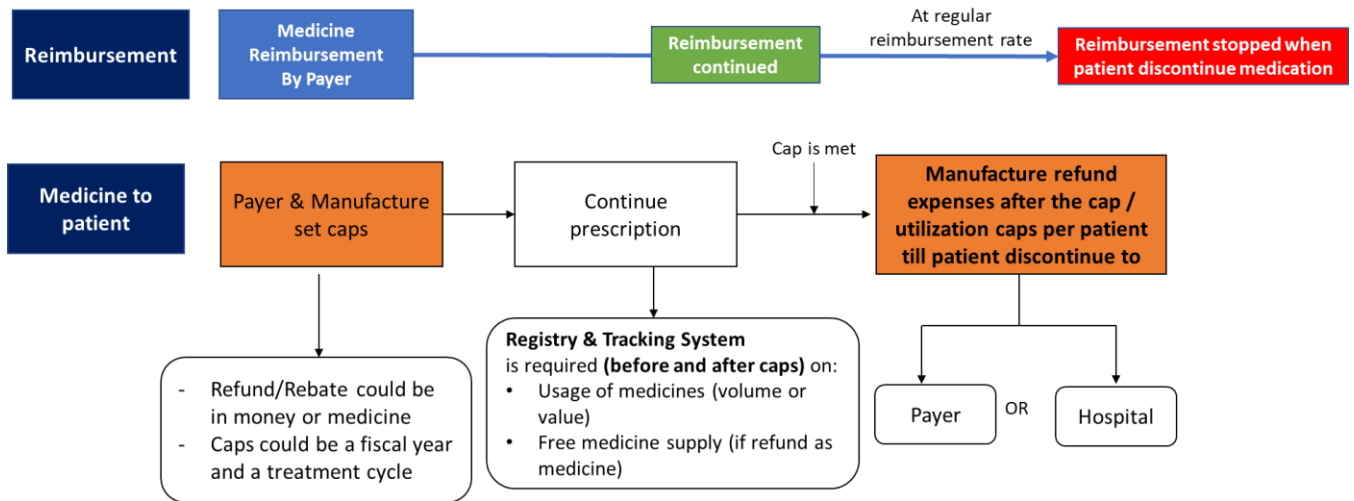 Reimbursement
Medicine
Reimbursement
By Payer
Reimbursement
continued
At regular
reimbursement rate
Reimbursement stopped when
patient discontinue medication
Medicine to
patient
Payer & Manufacture
set caps
Continue
prescription
Cap is met
Manufacture refund
expenses after the cap /
utilization caps per patient
till patient discontinue to
- Refund/Rebate could be
in money or medicine
- Caps could be a fiscal year
and a treatment cycle
Registry & Tracking System
is required (before and after caps) on:
• Usage of medicines (volume or
value)
• Free medicine supply (if refund as
medicine)
Payer
OR
Hospital